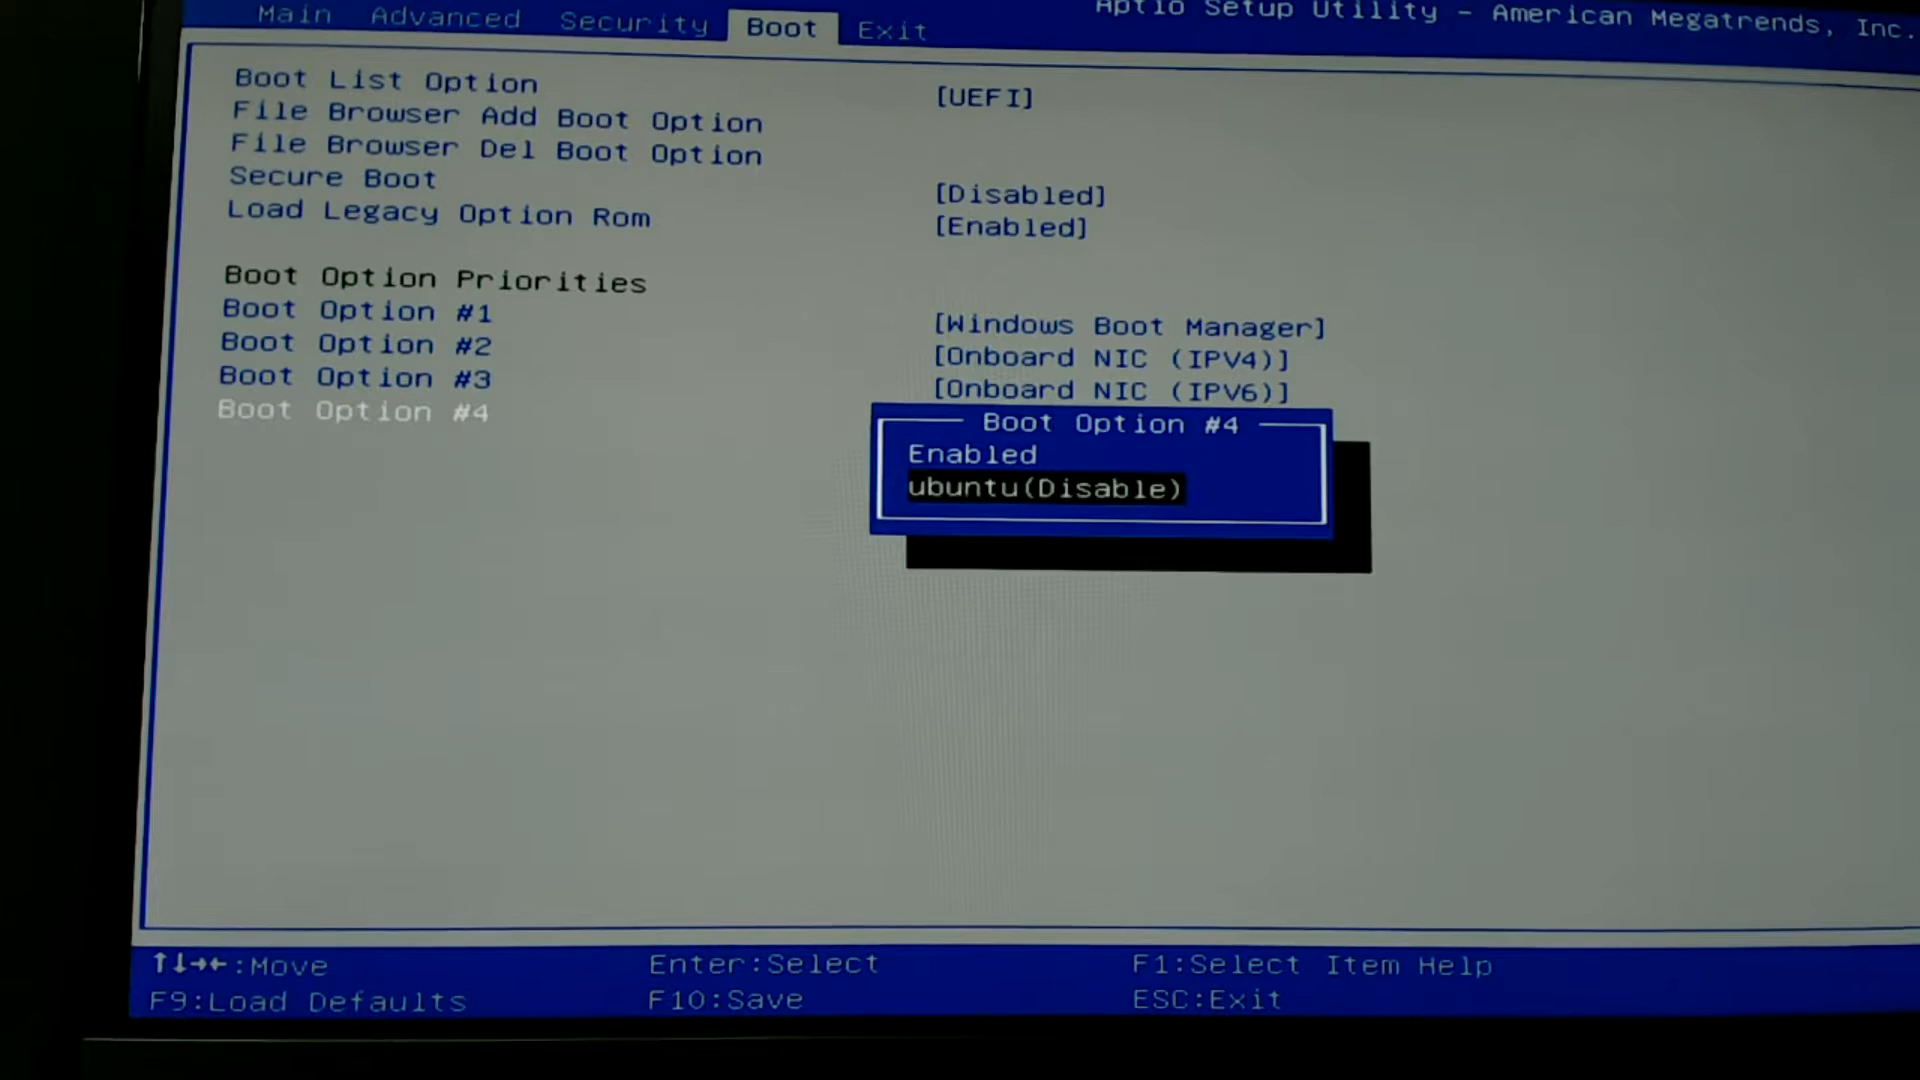 Main Advanced Security Boot Exit Aptio Setup Utility - American Megatrends, Inc.
Boot List Option [UEFI]
File Browser Add Boot Option
File Browser Del Boot Option
Secure Boot [Disabled]
Load Legacy Option Rom [Enabled]
Boot Option Priorities
Boot Option #1 [Windows Boot Manager]
Boot Option #2 [Onboard NIC (IPV4)]
Boot Option #3 [Onboard NIC (IPV6)]
Boot Option #4
Boot Option #4
Enabled
ubuntu(Disable)
↑↓→←:Move Enter:Select F1:Select Item Help
F9:Load Defaults F10:Save ESC:Exit